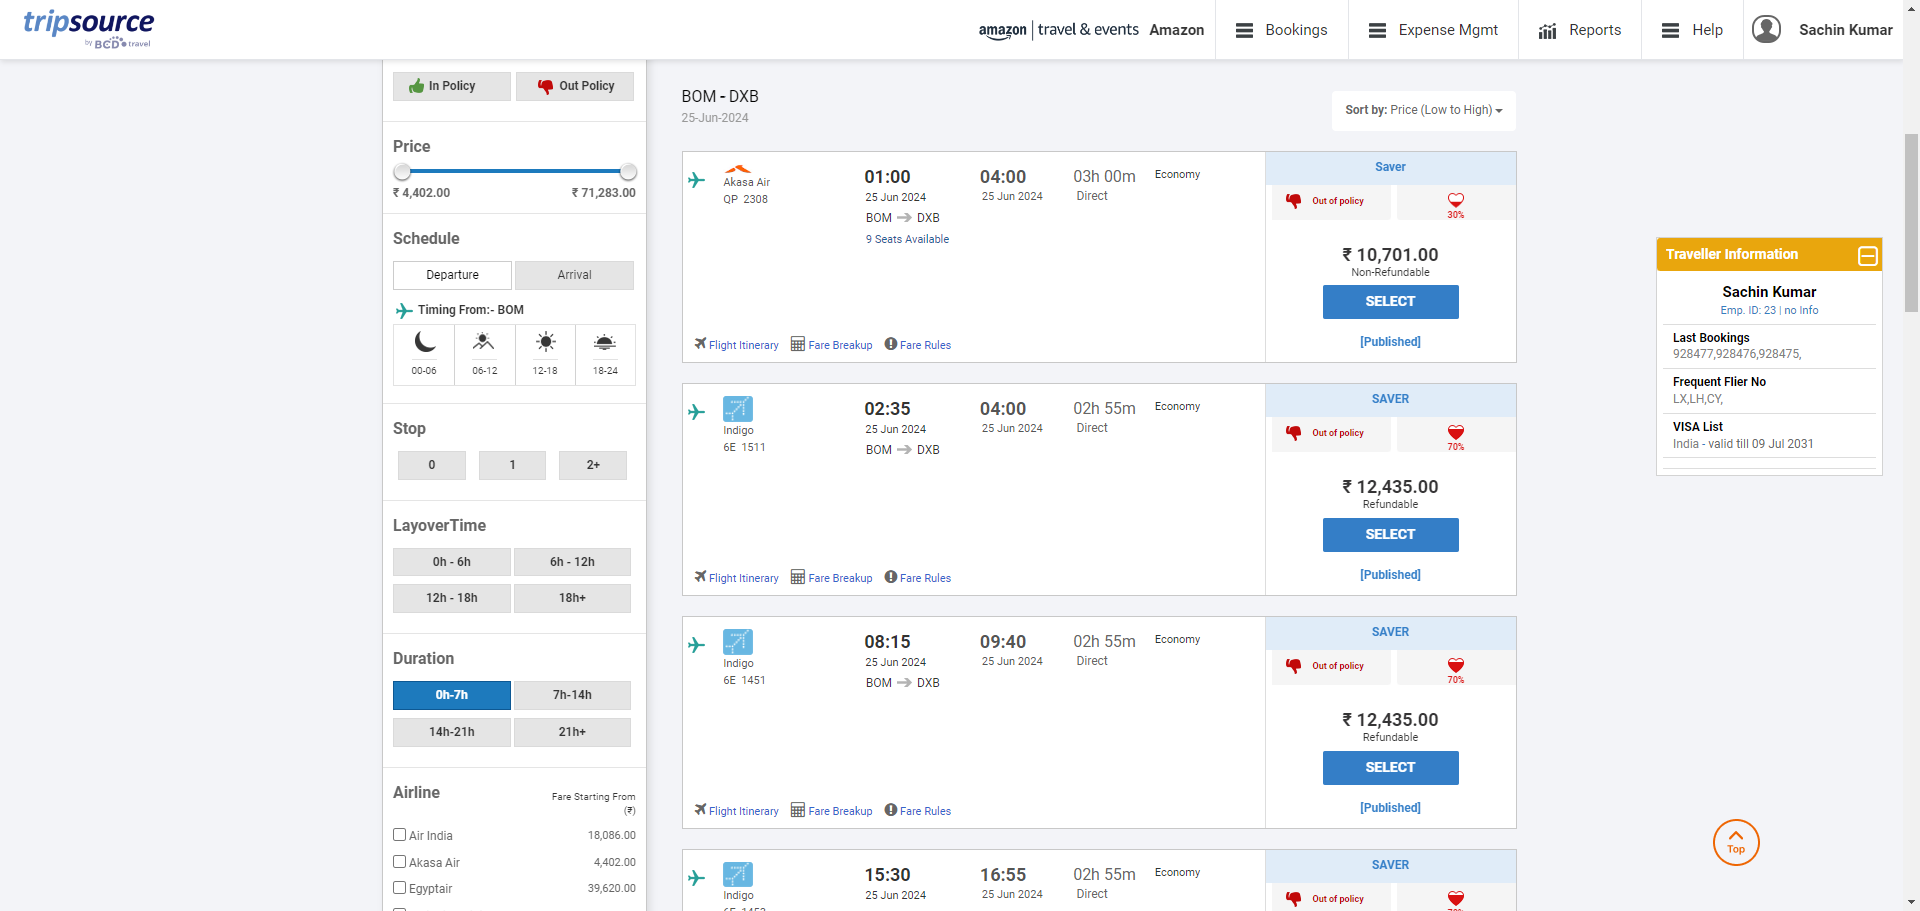 tripsource
by BCD travel
amazon | travel & events Amazon
Bookings
Expense Mgmt
Reports
Help
Sachin Kumar
In Policy
Out Policy
Price
₹ 4,402.00
₹ 71,283.00
Schedule
Departure
Arrival
Timing From:- BOM
00-06
06-12
12-18
18-24
Stop
0
1
2+
LayoverTime
0h - 6h
6h - 12h
12h - 18h
18h+
Duration
0h-7h
7h-14h
14h-21h
21h+
Airline
Fare Starting From
(₹)
Air India
18,086.00
Akasa Air
4,402.00
Egyptair
39,620.00
BOM - DXB
25-Jun-2024
Sort by: Price (Low to High)
Akasa Air
QP 2308
01:00
25 Jun 2024
BOM DXB
9 Seats Available
04:00
25 Jun 2024
03h 00m
Direct
Economy
Flight Itinerary
Fare Breakup
Fare Rules
Saver
Out of policy
30%
₹ 10,701.00
Non-Refundable
SELECT
[Published]
Indigo
6E 1511
02:35
25 Jun 2024
BOM DXB
04:00
25 Jun 2024
02h 55m
Direct
Economy
Flight Itinerary
Fare Breakup
Fare Rules
SAVER
Out of policy
70%
₹ 12,435.00
Refundable
SELECT
[Published]
Indigo
6E 1451
08:15
25 Jun 2024
BOM DXB
09:40
25 Jun 2024
02h 55m
Direct
Economy
Flight Itinerary
Fare Breakup
Fare Rules
SAVER
Out of policy
70%
₹ 12,435.00
Refundable
SELECT
[Published]
Indigo
15:30
25 Jun 2024
16:55
25 Jun 2024
02h 55m
Direct
Economy
SAVER
Out of policy
Traveller Information
Sachin Kumar
Emp. ID: 23 | no Info
Last Bookings
928477,928476,928475,
Frequent Flier No
LX,LH,CY,
VISA List
India - valid till 09 Jul 2031
Top